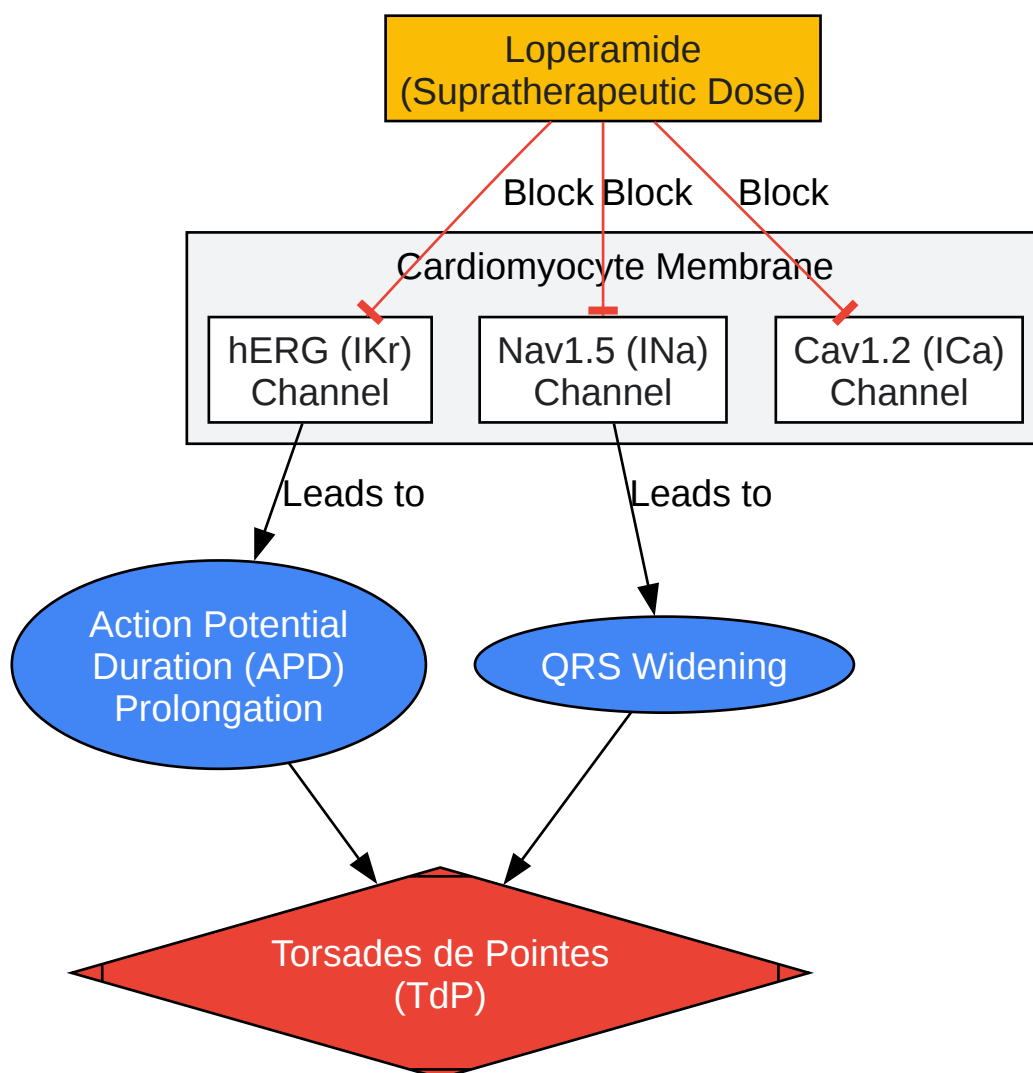 Loperamide
(Supratherapeutic Dose)
Block
Block
Block
Cardiomyocyte Membrane
hERG (IKr)
Channel
Nav1.5 (INa)
Channel
Cav1.2 (ICa)
Channel
Leads to
Leads to
Action Potential
Duration (APD)
Prolongation
QRS Widening
Torsades de Pointes
(TdP)